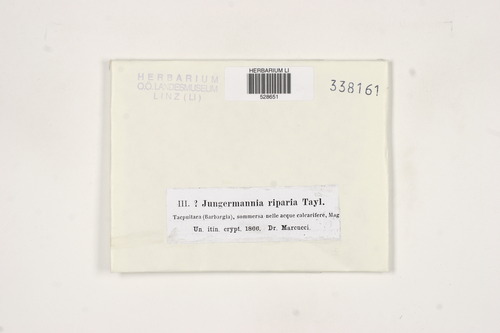 HERBARIUM
O.Ö. LANDESMUSEUM
LINZ (LI)
HERBARIUM LI
528651
338161
III. ? Jungermannia riparia Tayl.
(Barbargia), sommersa nelle acque calcarifere, Mag
Un. itin. crypt. 1866. Dr. Marcucci.